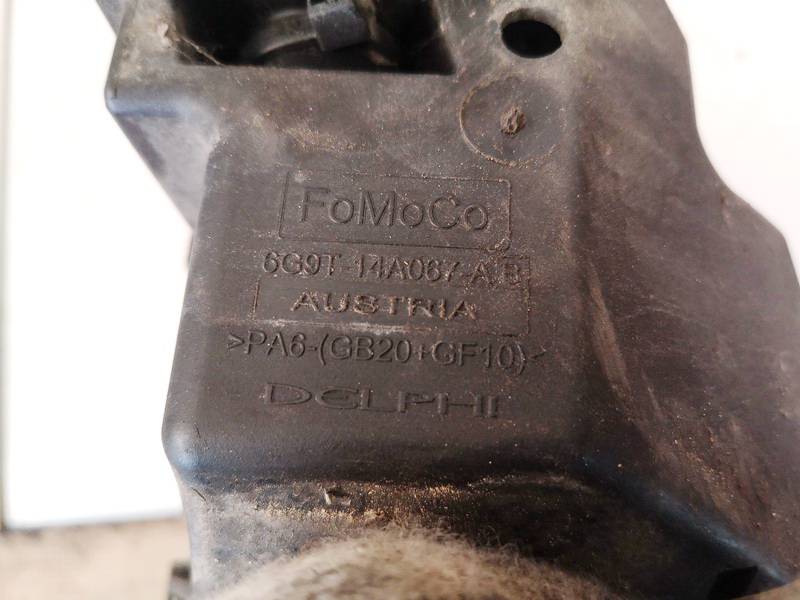 FoMoCo
6G9T-14A067-AB
AUSTRIA
>PA6-(GB20+GF10)<
DELPHI